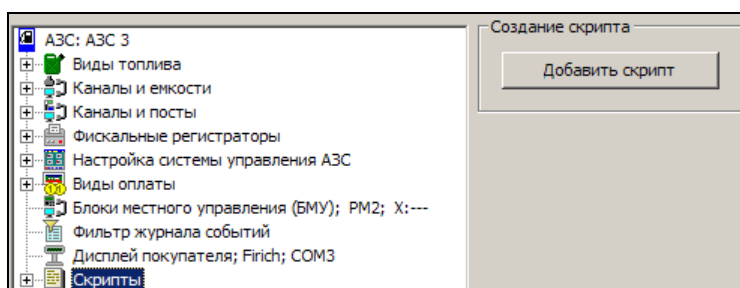 АЗС: АЗС 3
Виды топлива
Каналы и емкости
Каналы и посты
Фискальные регистраторы
Настройка системы управления АЗС
Виды оплаты
Блоки местного управления (БМУ); РМ2; X:---
Фильтр журнала событий
Дисплей покупателя; Firich; COM3
Скрипты
Создание скрипта
Добавить скрипт